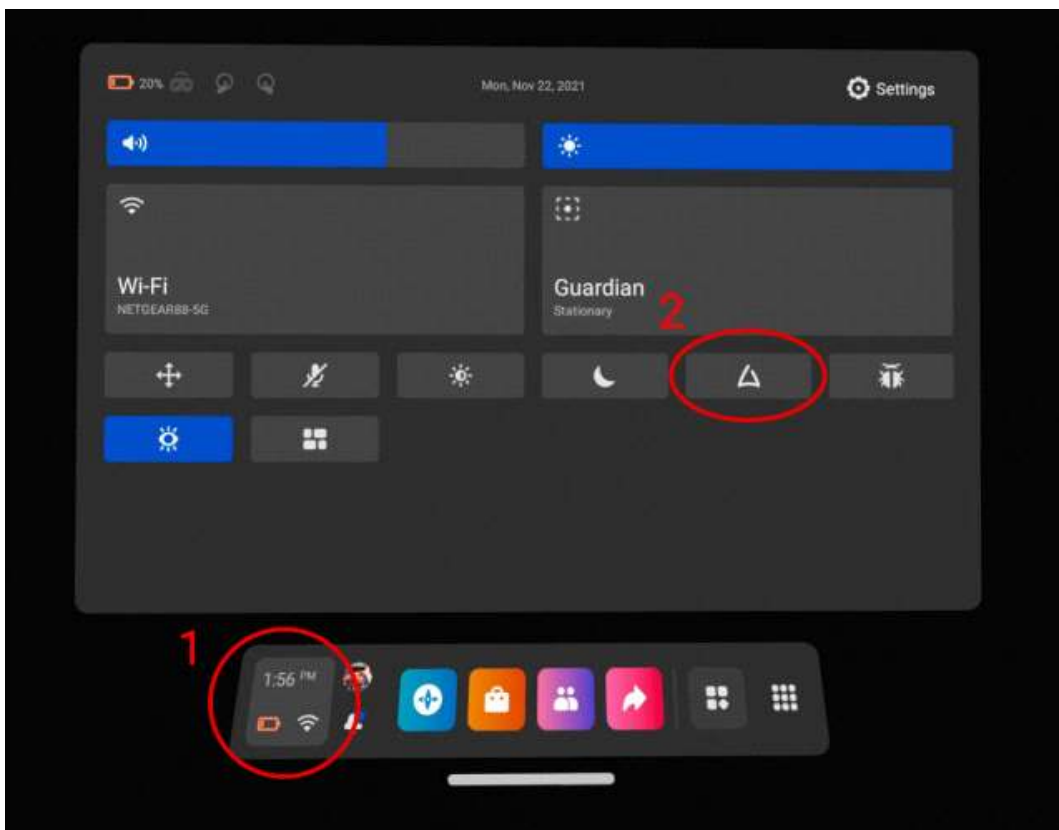 20%
Mon, Nov 22, 2021
Settings
Wi-Fi
NETGEAR88-5G
Guardian
Stationary
2
1
1:56 PM